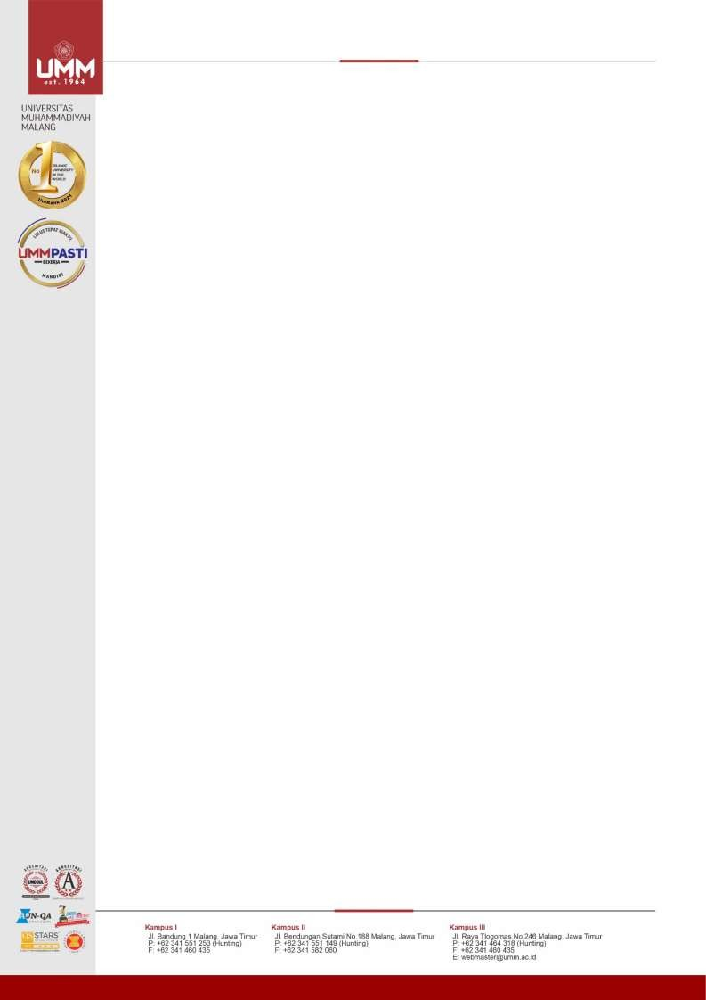 UMM
est. 1964
UNIVERSITAS
MUHAMMADIYAH
MALANG
No 1
ISLAMIC
UNIVERSITY
IN THE
WORLD
UniRank 2021
LULUS TEPAT WAKTU
UMMPASTI
BEKERJA
MANDIRI
AKREDITASI
UNGGUL
AKREDITASI
A
AUN-QA
STARS
Kampus I
Jl. Bandung 1 Malang, Jawa Timur
P: +62 341 551 253 (Hunting)
F: +62 341 460 435
Kampus II
Jl. Bendungan Sutami No.188 Malang, Jawa Timur
P: +62 341 551 149 (Hunting)
F: +62 341 582 060
Kampus III
Jl. Raya Tlogomas No.246 Malang, Jawa Timur
P: +62 341 464 318 (Hunting)
F: +62 341 460 435
E: webmaster@umm.ac.id